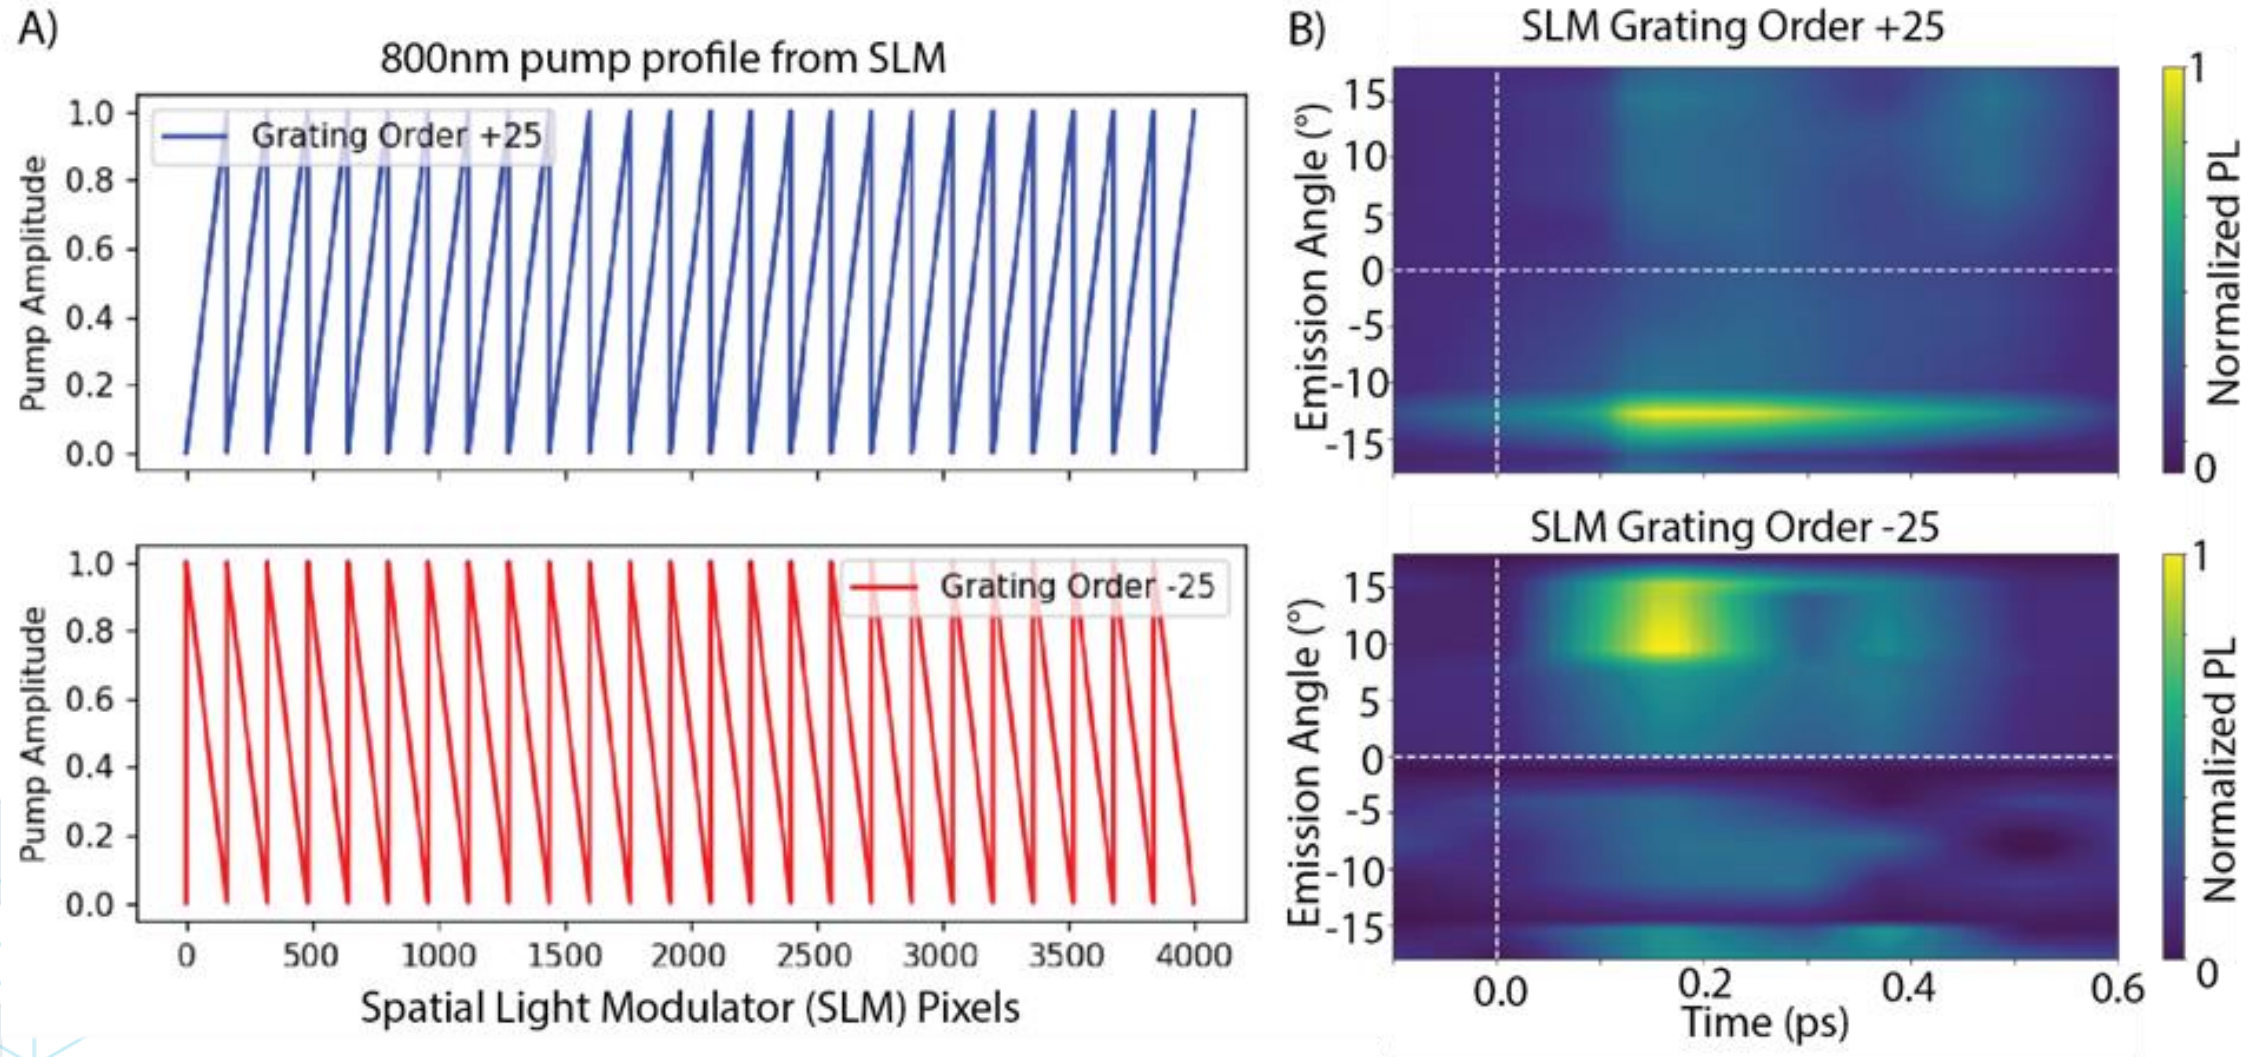 A)
800nm pump profile from SLM
Pump Amplitude
1.0
0.8
0.6
0.4
0.2
0.0
Grating Order +25
Pump Amplitude
1.0
0.8
0.6
0.4
0.2
0.0
Grating Order -25
0 500 1000 1500 2000 2500 3000 3500 4000
Spatial Light Modulator (SLM) Pixels
B)
SLM Grating Order +25
Emission Angle (°)
15
10
5
0
-5
-10
-15
1
0
Normalized PL
SLM Grating Order -25
Emission Angle (°)
15
10
5
0
-5
-10
-15
1
0
Normalized PL
0.0 0.2 0.4 0.6
Time (ps)